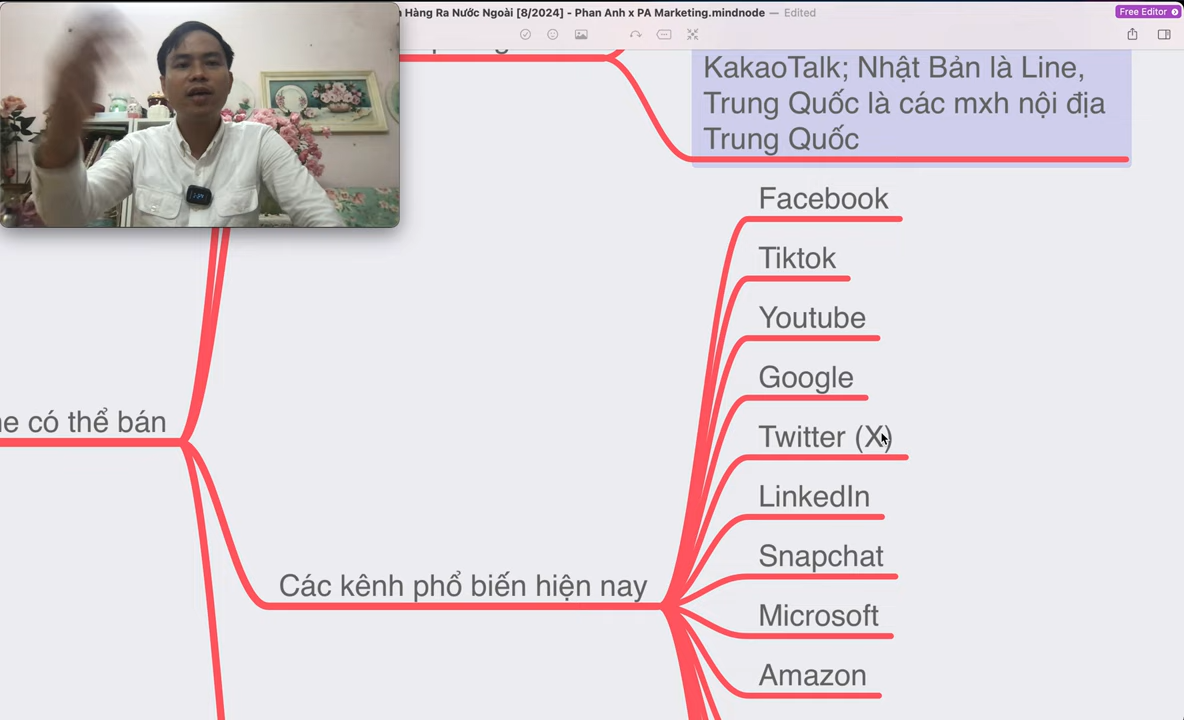 Hàng Ra Nước Ngoài [8/2024] - Phan Anh x PA Marketing.mindnode — Edited
Free Editor
KakaoTalk; Nhật Bản là Line,
Trung Quốc là các mxh nội địa
Trung Quốc
Facebook
Tiktok
Youtube
Google
Twitter (X)
có thể bán
LinkedIn
Snapchat
Các kênh phổ biến hiện nay
Microsoft
Amazon